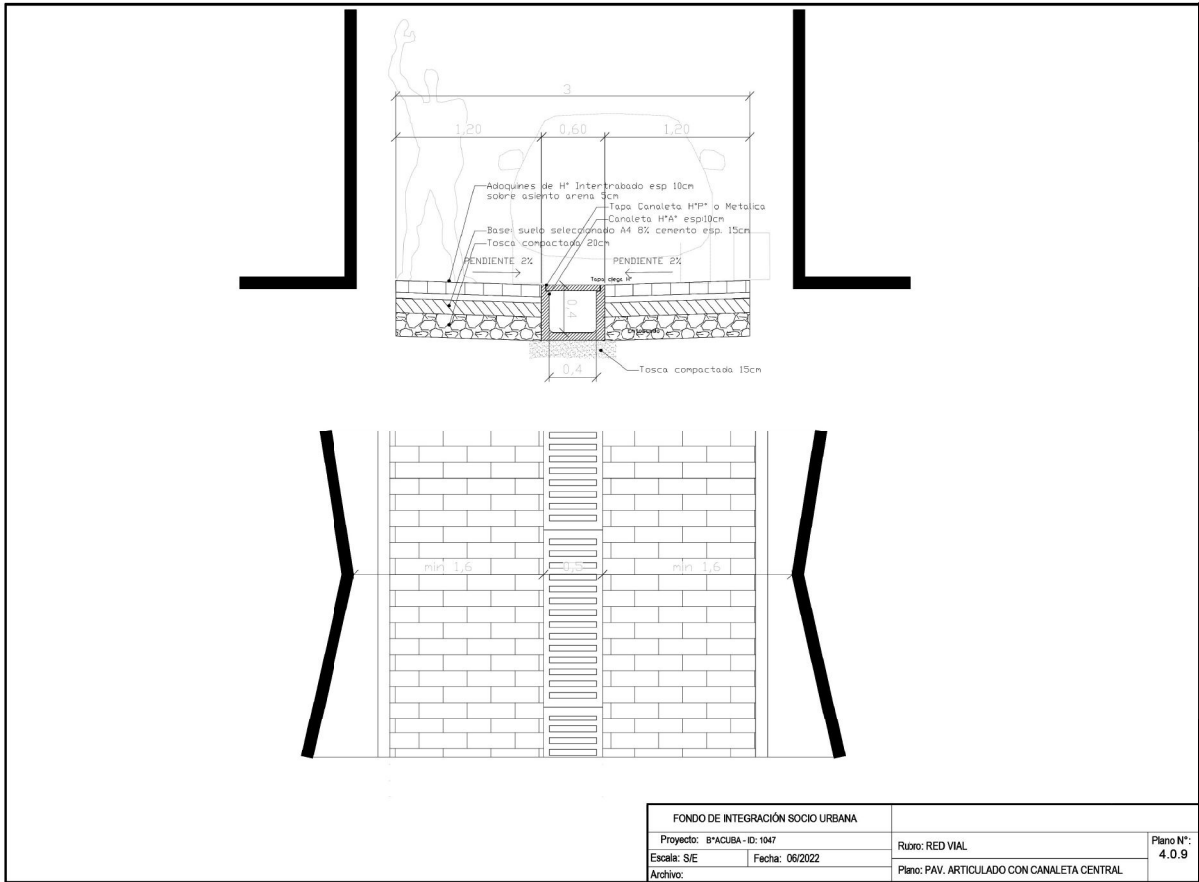 3
1,20 0,60 1,20
Adoquines de H° Intertrabado esp 10cm
sobre asiento arena 5cm
Tapa Canaleta H°P° o Metalica
Canaleta H°A° esp:10cm
Base: suelo seleccionado A4 8% cemento esp. 15cm
Tosca compactada 20cm
PENDIENTE 2% PENDIENTE 2%
Tapa ciega H°
0,4
0,4
Tosca compactada 15cm
min 1,6 0,5 min 1,6
FONDO DE INTEGRACIÓN SOCIO URBANA
Proyecto: B°ACUBA - ID: 1047
Rubro: RED VIAL
Plano N°:
4.0.9
Escala: S/E Fecha: 06/2022
Archivo:
Plano: PAV. ARTICULADO CON CANALETA CENTRAL